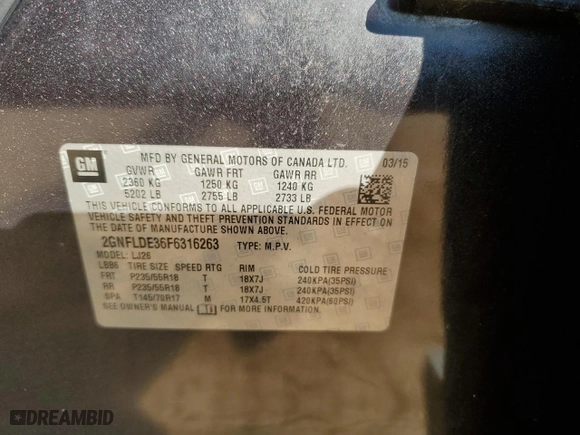 GM
MFD BY GENERAL MOTORS OF CANADA LTD. 03/15
GVWR GAWR FRT GAWR RR
2360 KG 1250 KG 1240 KG
5202 LB 2755 LB 2733 LB
THIS VEHICLE CONFORMS TO ALL APPLICABLE U.S. FEDERAL MOTOR
VEHICLE SAFETY AND THEFT PREVENTION STANDARDS IN EFFECT ON
THE DATE OF MANUFACTURE SHOWN ABOVE.
2GNFLDE36F6316263 TYPE: M.P.V.
MODEL: LJ26
LBB6 TIRE SIZE SPEED RTG RIM COLD TIRE PRESSURE
FRT P235/55R18 T 18X7J 240KPA(35PSI)
RR P235/55R18 T 18X7J 240KPA(35PSI)
SPA T145/70R17 M 17X4.5T 420KPA(60PSI)
SEE OWNER'S MANUAL FOR MORE INFORMATION.
DREAMBID